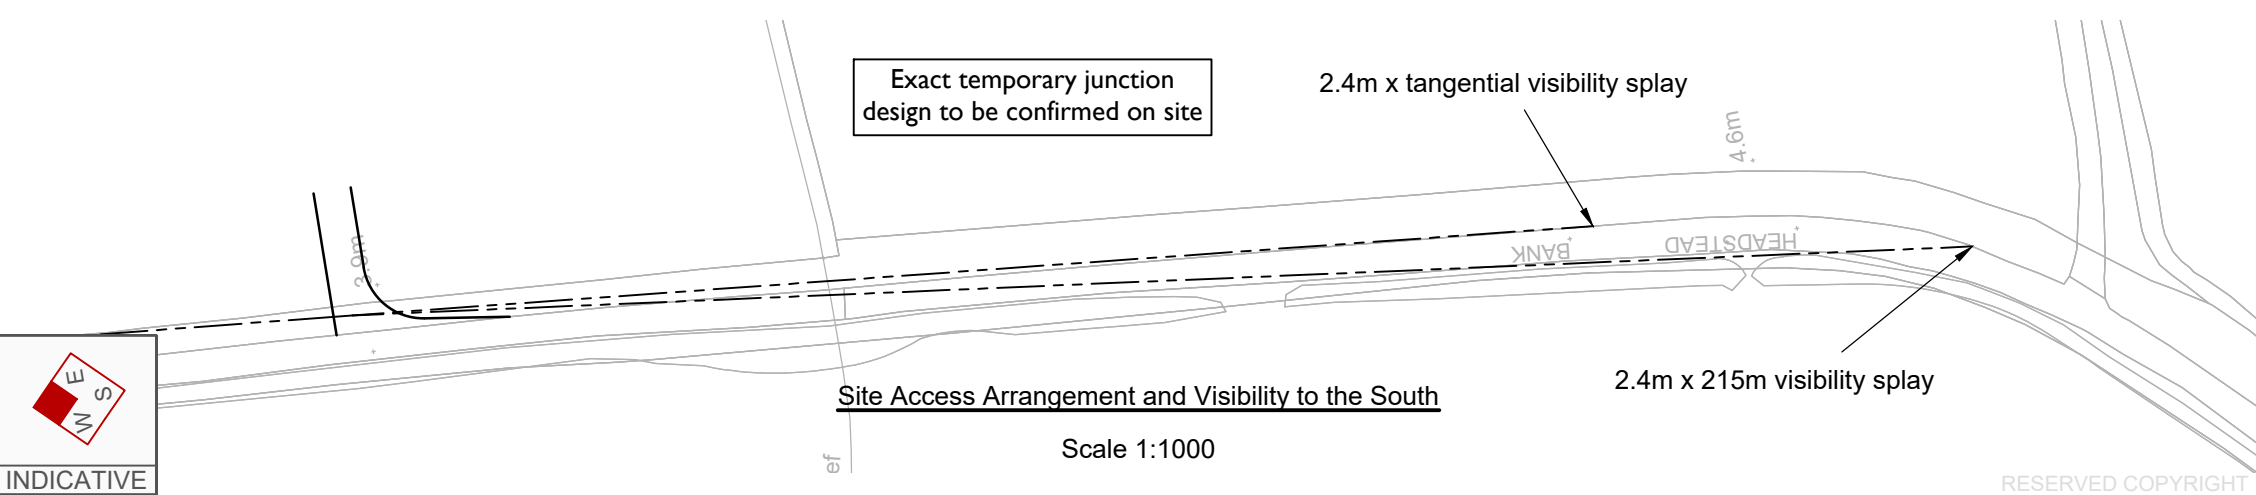 Exact temporary junction
design to be confirmed on site
2.4m x tangential visibility splay
4.6m
3.9m
BANK
HEADSTEAD
2.4m x 215m visibility splay
Site Access Arrangement and Visibility to the South
Scale 1:1000
E
S
W
INDICATIVE
ef
RESERVED COPYRIGHT